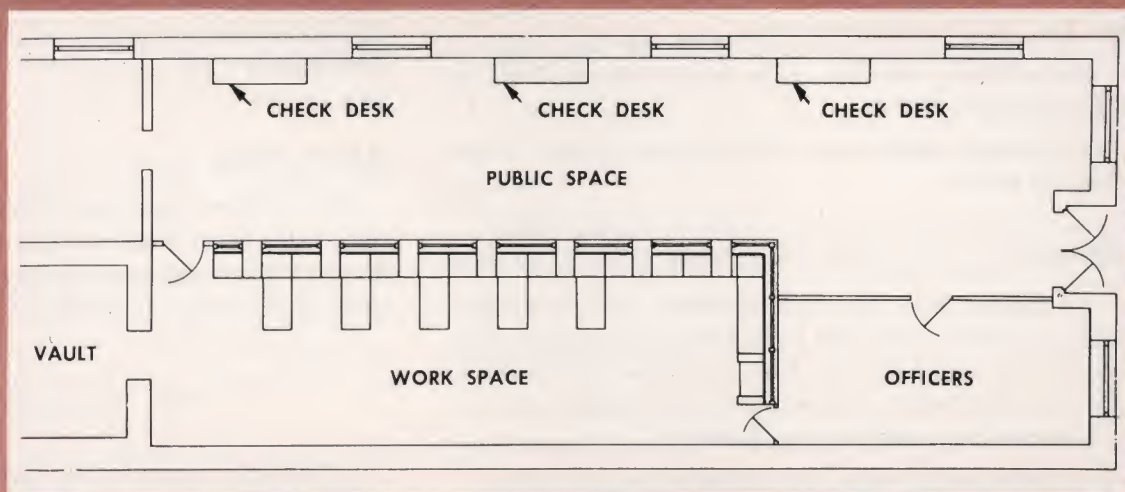 CHECK DESK
CHECK DESK
CHECK DESK
PUBLIC SPACE
VAULT
WORK SPACE
OFFICERS